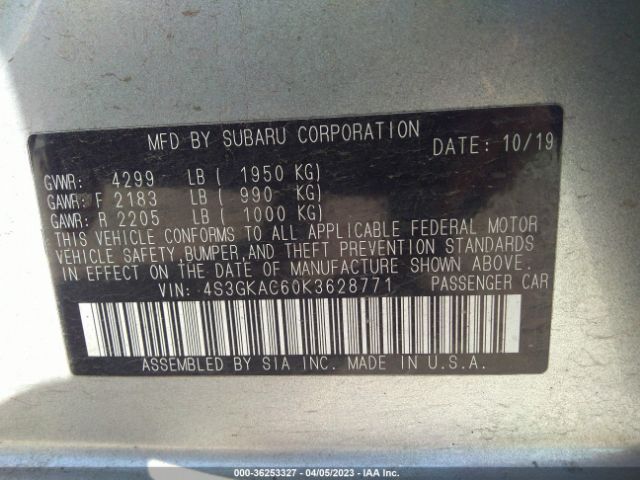 MFD BY SUBARU CORPORATION DATE: 10/19
GVWR: 4299 LB ( 1950 KG)
GAWR: F 2183 LB ( 990 KG)
GAWR: R 2205 LB ( 1000 KG)
THIS VEHICLE CONFORMS TO ALL APPLICABLE FEDERAL MOTOR
VEHICLE SAFETY, BUMPER, AND THEFT PREVENTION STANDARDS
IN EFFECT ON THE DATE OF MANUFACTURE SHOWN ABOVE.
VIN: 4S3GKAC60K3628771 PASSENGER CAR
ASSEMBLED BY SIA INC. MADE IN U.S.A.
000-36253327 - 04/05/2023 - IAA Inc.